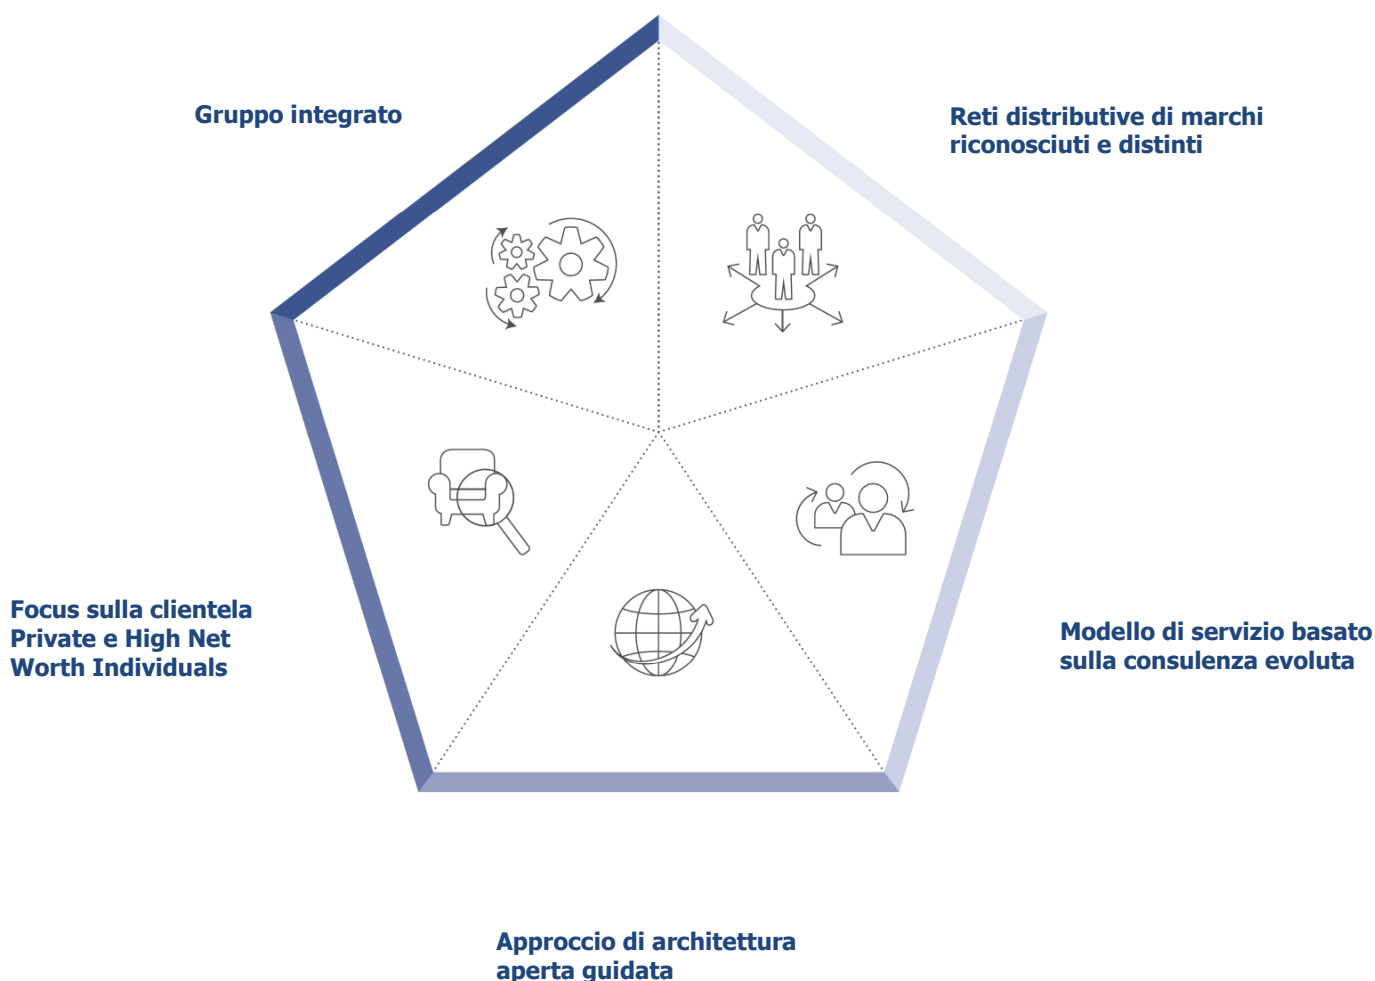 Gruppo integrato
Reti distributive di marchi
riconosciuti e distinti
Focus sulla clientela
Private e High Net
Worth Individuals
Modello di servizio basato
sulla consulenza evoluta
Approccio di architettura
aperta guidata